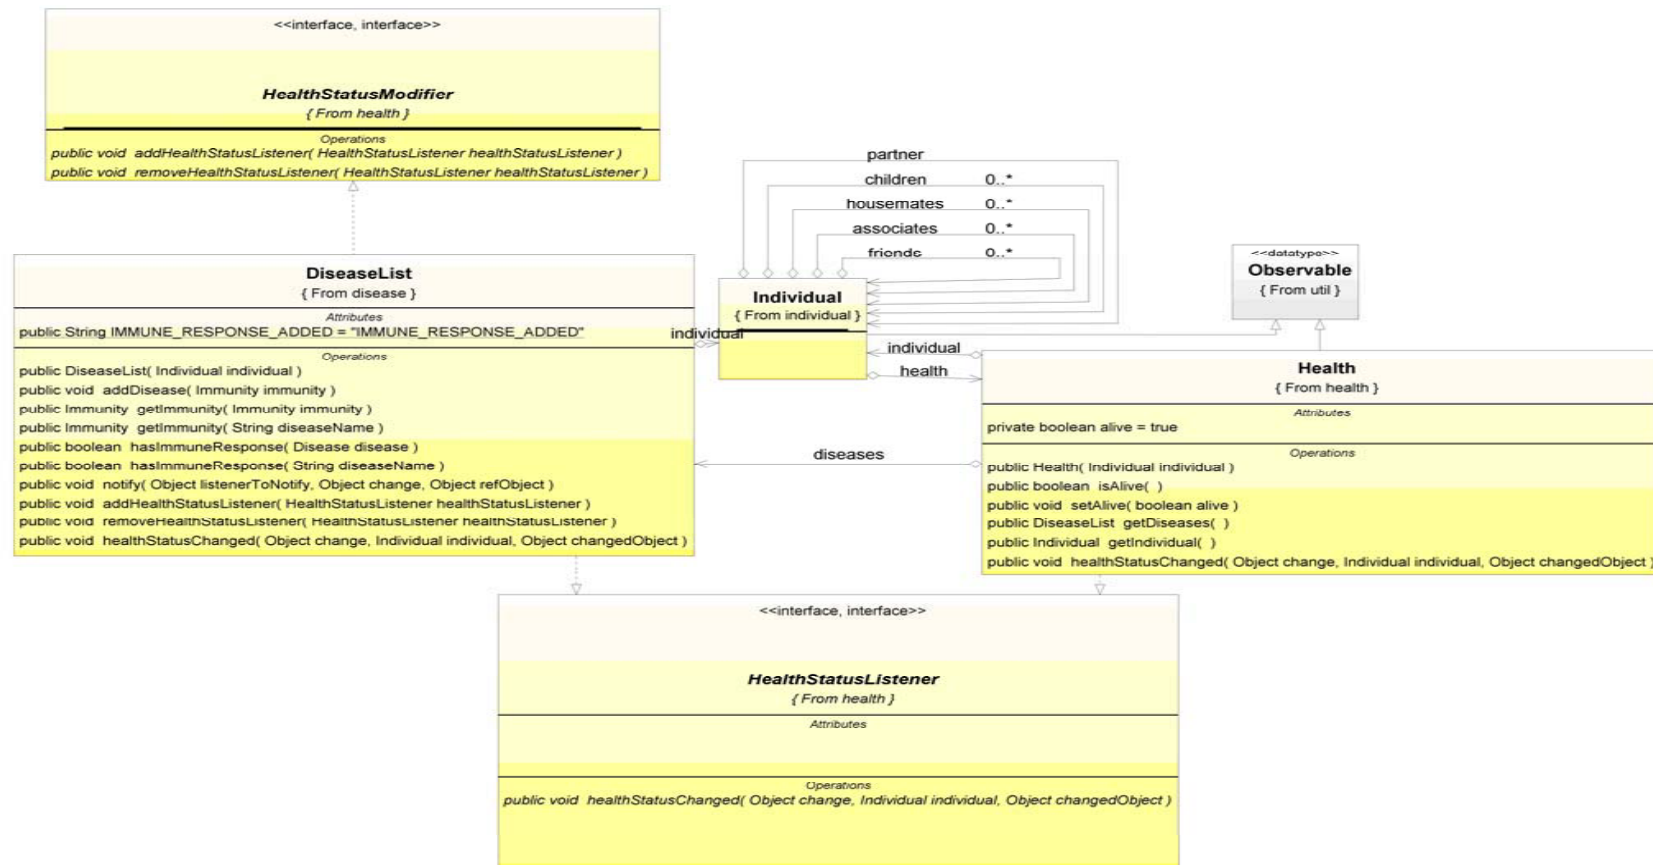 <<interface, interface>>
HealthStatusModifier
{ From health }
Operations
public void addHealthStatusListener( HealthStatusListener healthStatusListener )
public void removeHealthStatusListener( HealthStatusListener healthStatusListener )
partner
children 0..*
housemates 0..*
associates 0..*
friends 0..*
DiseaseList
{ From disease }
Attributes
public String IMMUNE_RESPONSE_ADDED = "IMMUNE_RESPONSE_ADDED"
Operations
public DiseaseList( Individual individual )
public void addDisease( Immunity immunity )
public Immunity getImmunity( Immunity immunity )
public Immunity getImmunity( String diseaseName )
public boolean hasImmuneResponse( Disease disease )
public boolean hasImmuneResponse( String diseaseName )
public void notify( Object listenerToNotify, Object change, Object refObject )
public void addHealthStatusListener( HealthStatusListener healthStatusListener )
public void removeHealthStatusListener( HealthStatusListener healthStatusListener )
public void healthStatusChanged( Object change, Individual individual, Object changedObject )
individual
Individual
{ From individual }
<<datatype>>
Observable
{ From util }
individual
health
diseases
Health
{ From health }
Attributes
private boolean alive = true
Operations
public Health( Individual individual )
public boolean isAlive( )
public void setAlive( boolean alive )
public DiseaseList getDiseases( )
public Individual getIndividual( )
public void healthStatusChanged( Object change, Individual individual, Object changedObject )
<<interface, interface>>
HealthStatusListener
{ From health }
Attributes
Operations
public void healthStatusChanged( Object change, Individual individual, Object changedObject )